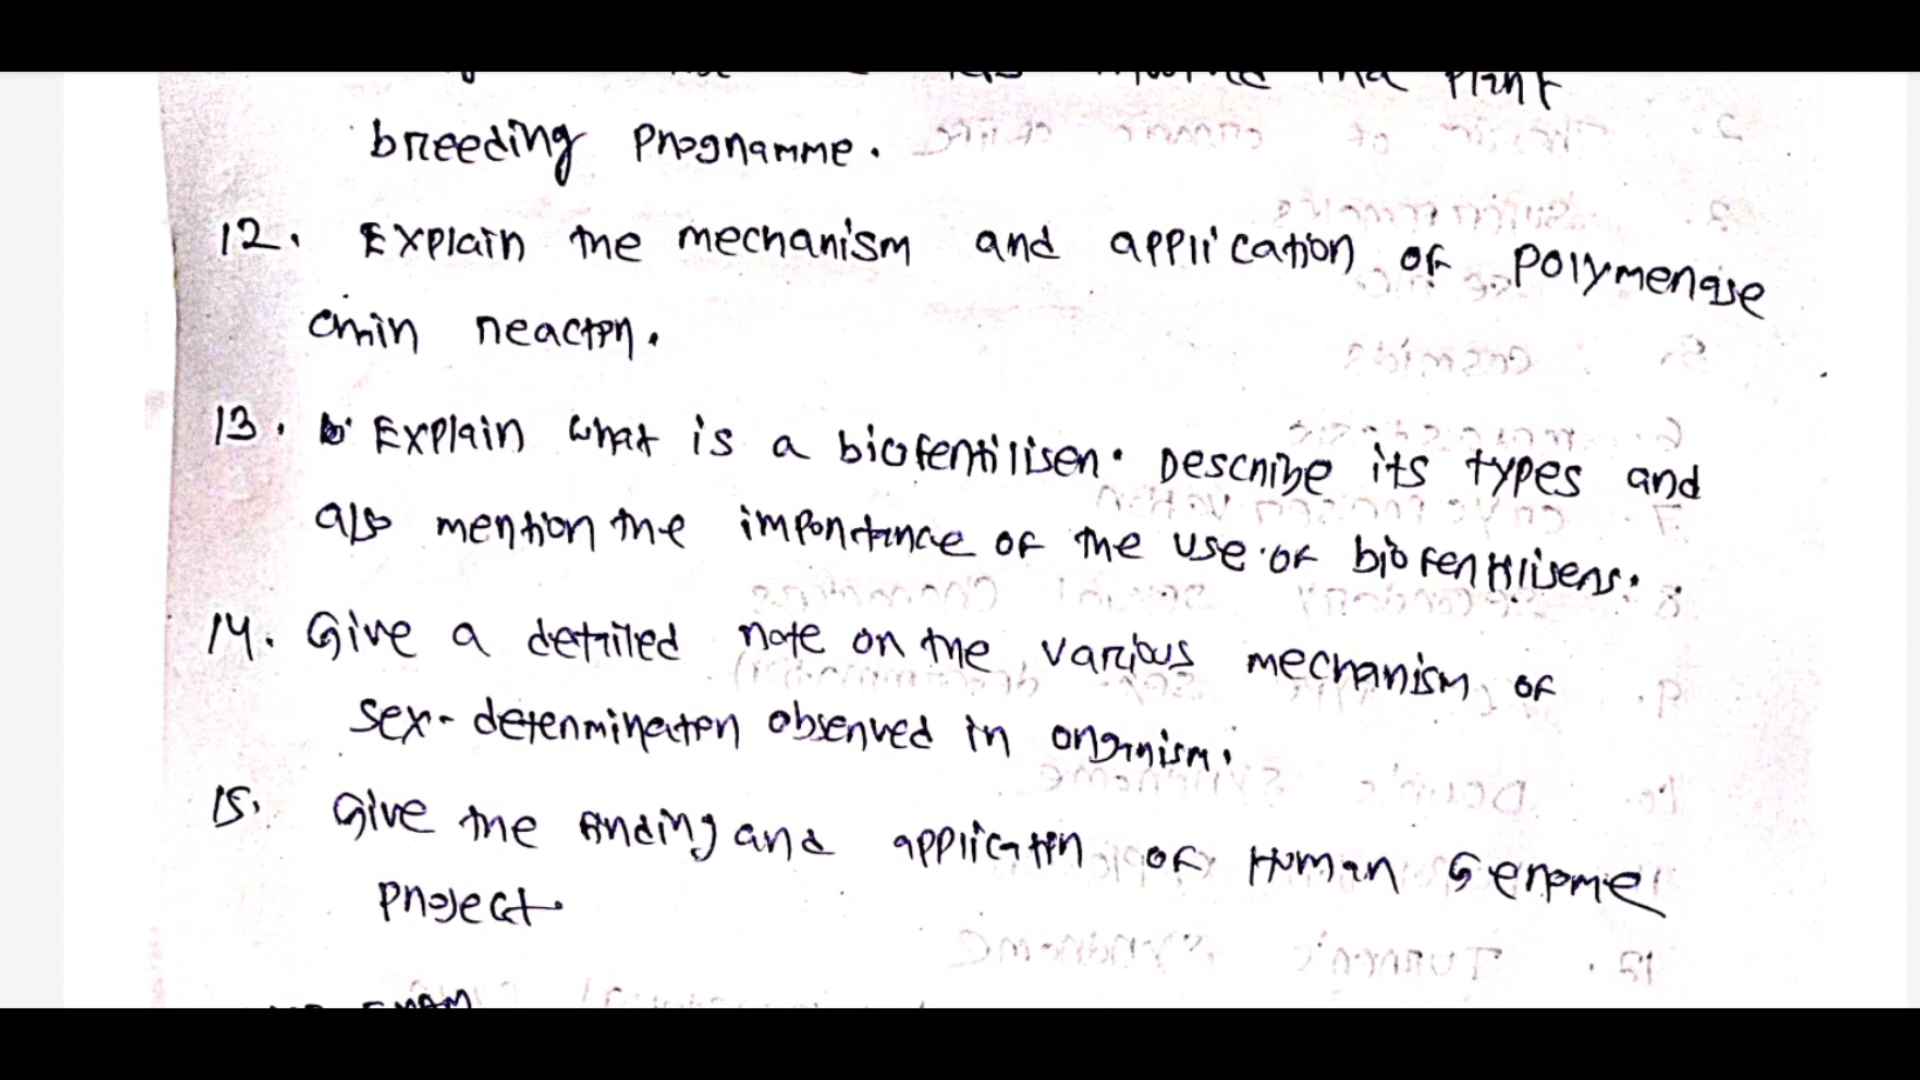 the plant
breeding programme.
12. Explain the mechanism and application of polymerase
chain reaction.
13. Explain what is a biofertiliser. Describe its types and
also mention the importance of the use of biofertilisers.
14. Give a detailed note on the various mechanism of
sex-determination observed in organism.
15. Give the finding and application of Human Genome
Project